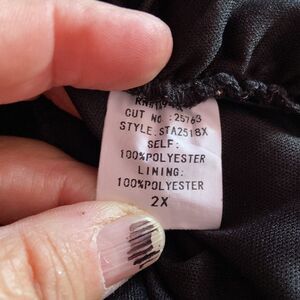 CUT NO :25763
STYLE.STA2518X
SELF:
100%POLYESTER
LINING:
100%POLYESTER
2X